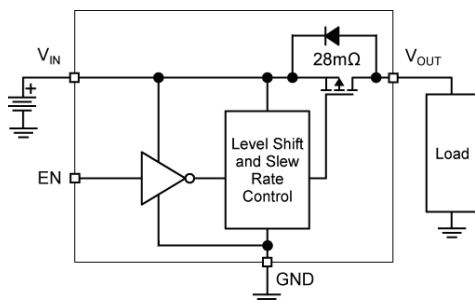 V_IN
28mΩ
V_OUT
+
EN
Level Shift
and Slew
Rate
Control
Load
GND